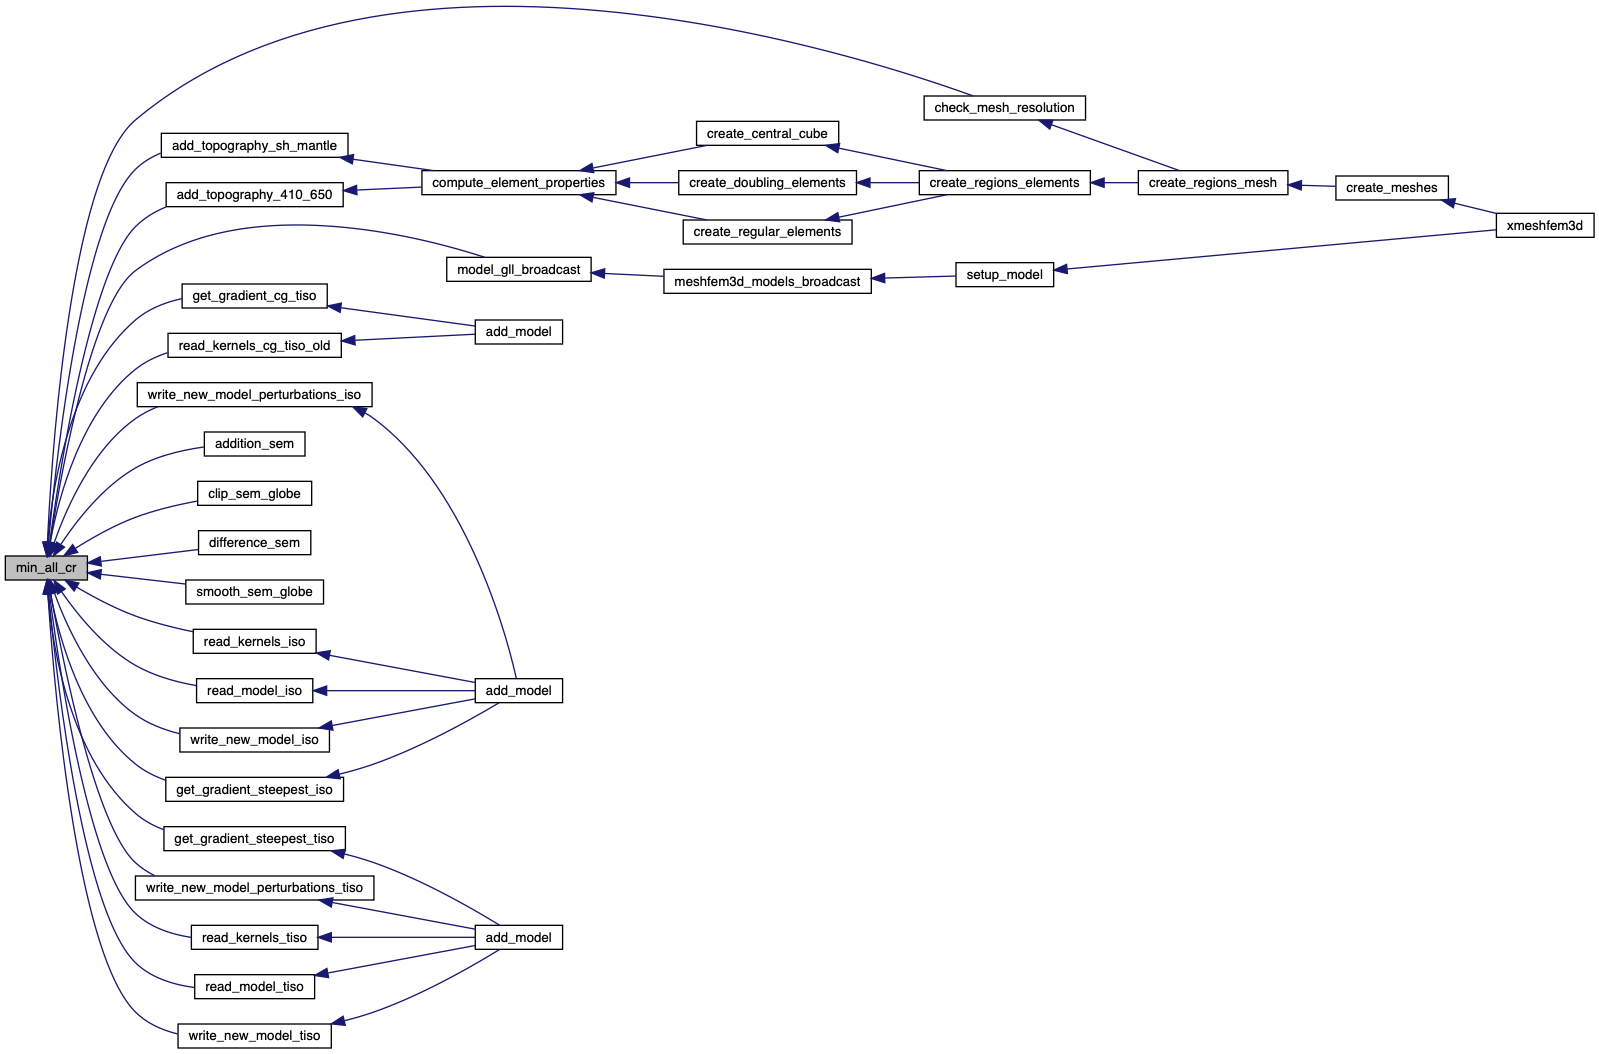 check_mesh_resolution
create_central_cube
add_topography_sh_mantle
compute_element_properties
create_doubling_elements
create_regions_elements
create_regions_mesh
create_meshes
add_topography_410_650
create_regular_elements
xmeshfem3d
model_gll_broadcast
meshfem3d_models_broadcast
setup_model
get_gradient_cg_tiso
add_model
read_kernels_cg_tiso_old
write_new_model_perturbations_iso
addition_sem
clip_sem_globe
difference_sem
min_all_cr
smooth_sem_globe
read_kernels_iso
read_model_iso
add_model
write_new_model_iso
get_gradient_steepest_iso
get_gradient_steepest_tiso
write_new_model_perturbations_tiso
read_kernels_tiso
add_model
read_model_tiso
write_new_model_tiso